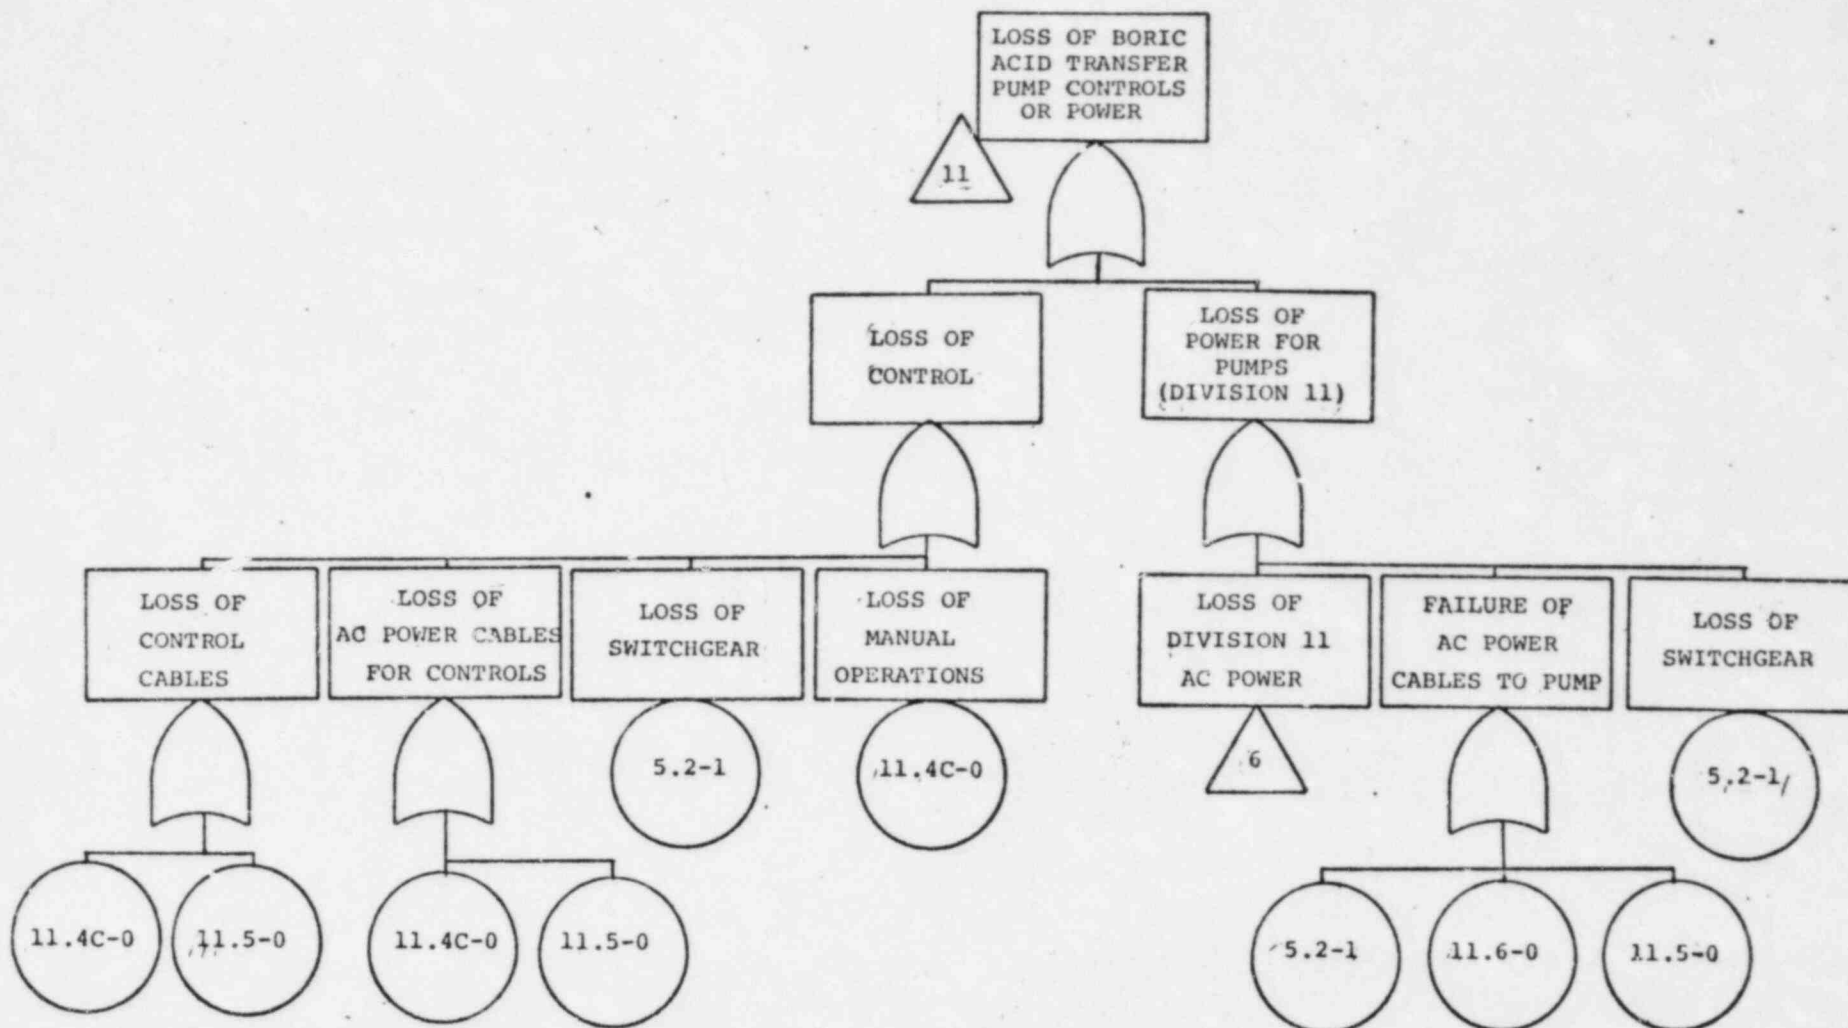 LOSS OF BORIC
ACID TRANSFER
PUMP CONTROLS
OR POWER
11
LOSS OF
CONTROL
LOSS OF
POWER FOR
PUMPS
(DIVISION 11)
LOSS OF
CONTROL
CABLES
LOSS OF
AC POWER CABLES
FOR CONTROLS
LOSS OF
SWITCHGEAR
LOSS OF
MANUAL
OPERATIONS
LOSS OF
DIVISION 11
AC POWER
FAILURE OF
AC POWER
CABLES TO PUMP
LOSS OF
SWITCHGEAR
5.2-1
11.4C-0
6
5.2-1
11.4C-0
11.5-0
11.4C-0
11.5-0
5.2-1
11.6-0
11.5-0